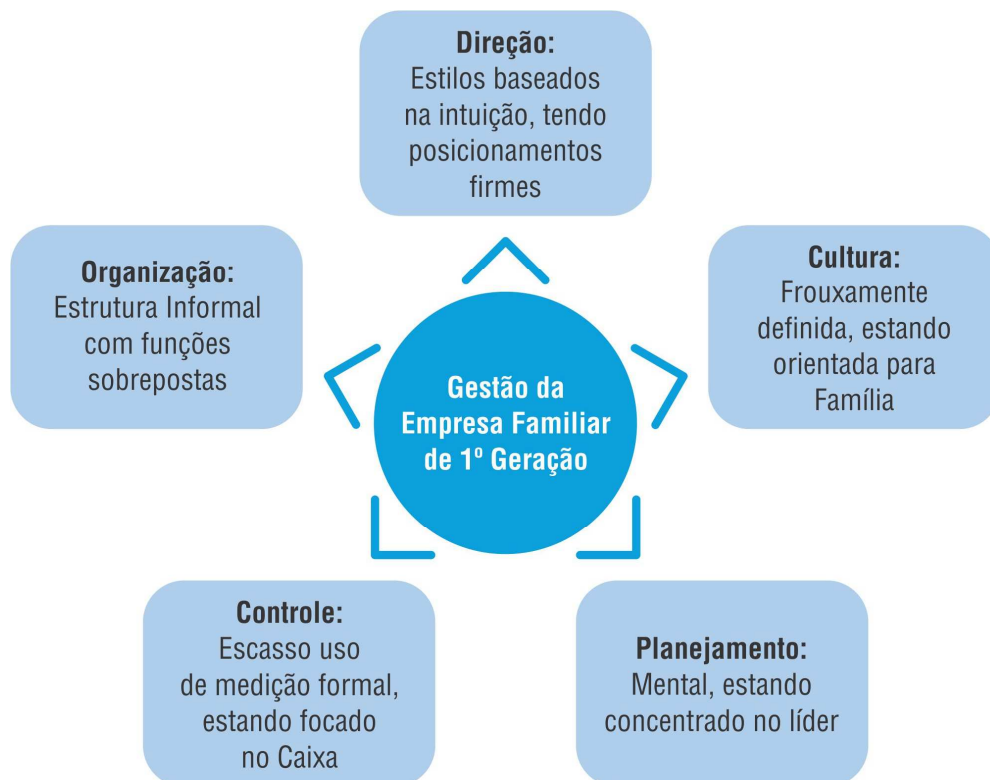 Direção:
Estilos baseados
na intuição, tendo
posicionamentos
firmes
Organização:
Estrutura Informal
com funções
sobrepostas
Cultura:
Frouxamente
definida, estando
orientada para
Família
Gestão da
Empresa Familiar
de 1º Geração
Controle:
Escasso uso
de medição formal,
estando focado
no Caixa
Planejamento:
Mental, estando
concentrado no líder